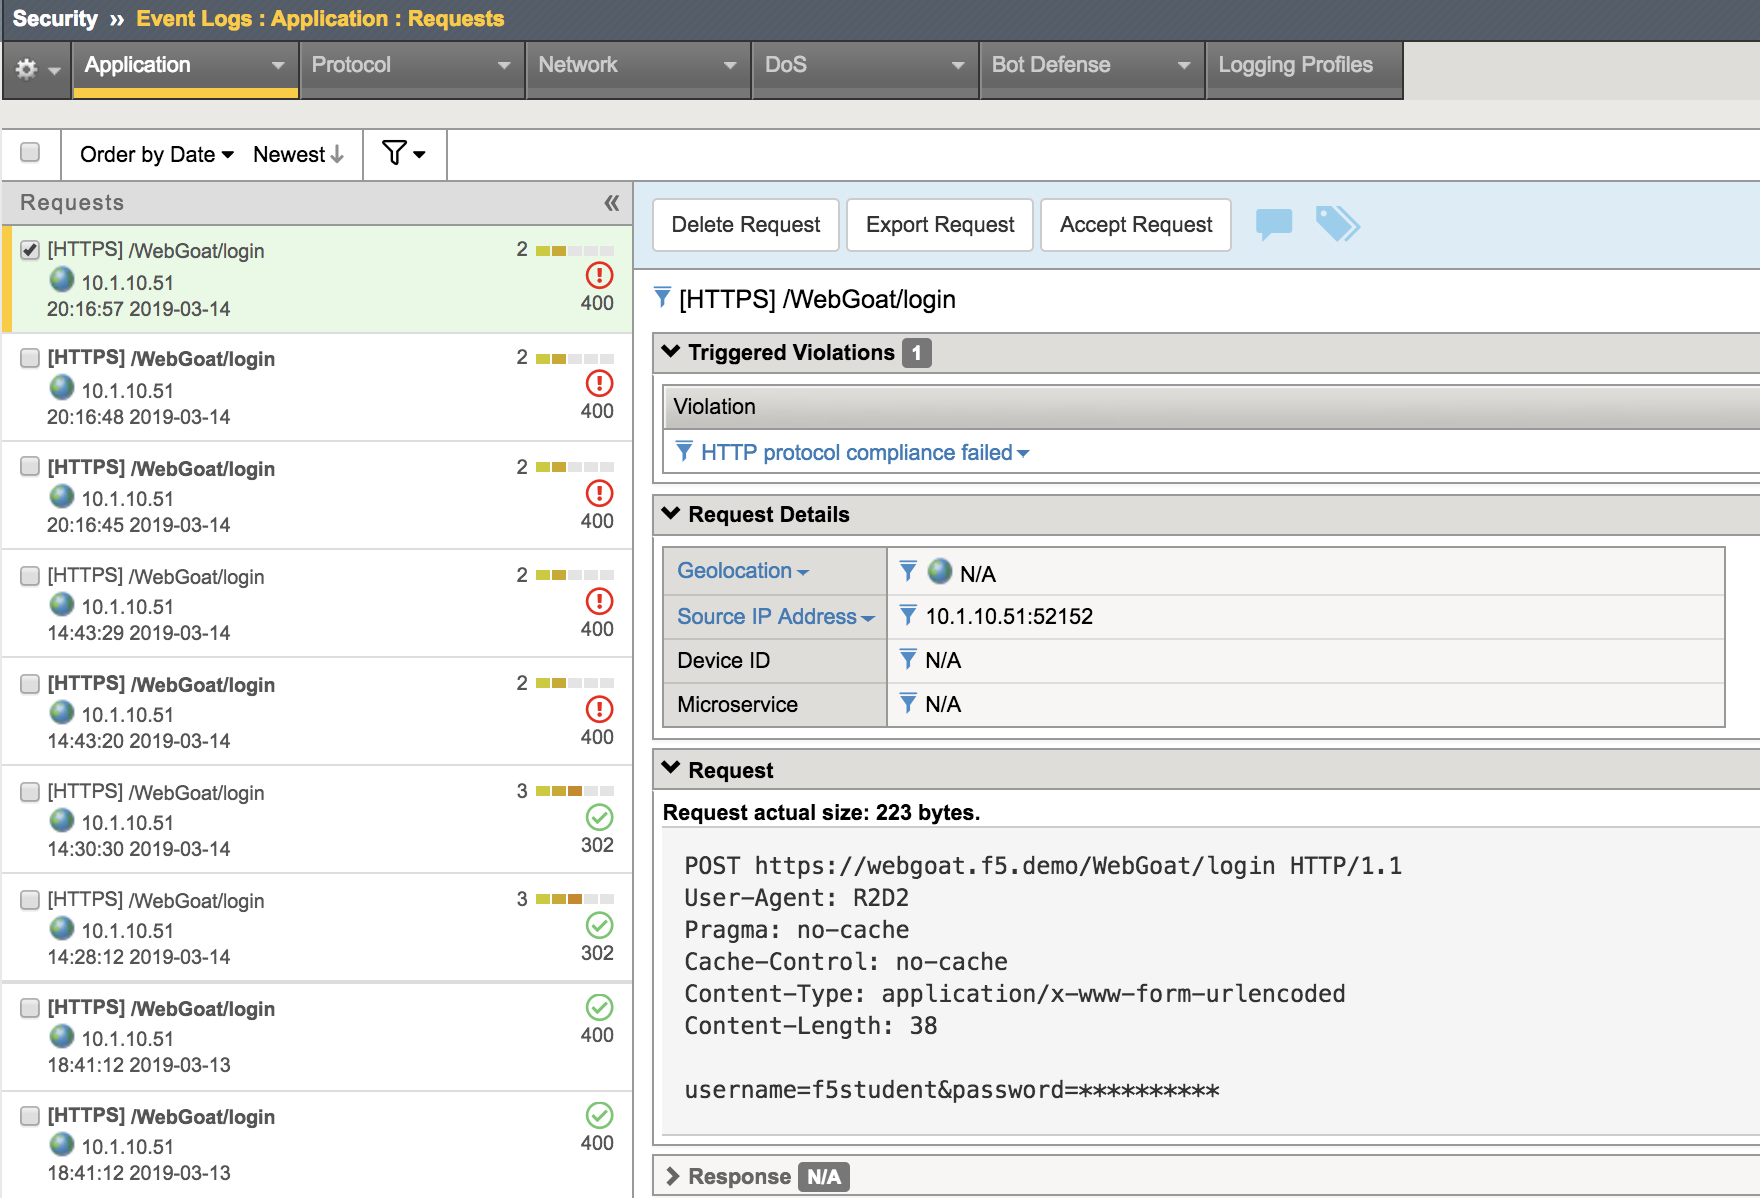 Security » Event Logs : Application : Requests
Application Protocol Network DoS Bot Defense Logging Profiles
Order by Date Newest
Requests «
[HTTPS] /WebGoat/login 2
10.1.10.51
400
20:16:57 2019-03-14
[HTTPS] /WebGoat/login 2
10.1.10.51
400
20:16:48 2019-03-14
[HTTPS] /WebGoat/login 2
10.1.10.51
400
20:16:45 2019-03-14
[HTTPS] /WebGoat/login 2
10.1.10.51
400
14:43:29 2019-03-14
[HTTPS] /WebGoat/login 2
10.1.10.51
400
14:43:20 2019-03-14
[HTTPS] /WebGoat/login 3
10.1.10.51
302
14:30:30 2019-03-14
[HTTPS] /WebGoat/login 3
10.1.10.51
302
14:28:12 2019-03-14
[HTTPS] /WebGoat/login
10.1.10.51
400
18:41:12 2019-03-13
[HTTPS] /WebGoat/login
10.1.10.51
400
18:41:12 2019-03-13
Delete Request Export Request Accept Request
[HTTPS] /WebGoat/login
Triggered Violations 1
Violation
HTTP protocol compliance failed
Request Details
Geolocation N/A
Source IP Address 10.1.10.51:52152
Device ID N/A
Microservice N/A
Request
Request actual size: 223 bytes.
POST https://webgoat.f5.demo/WebGoat/login HTTP/1.1
User-Agent: R2D2
Pragma: no-cache
Cache-Control: no-cache
Content-Type: application/x-www-form-urlencoded
Content-Length: 38
username=f5student&password=**********
Response N/A